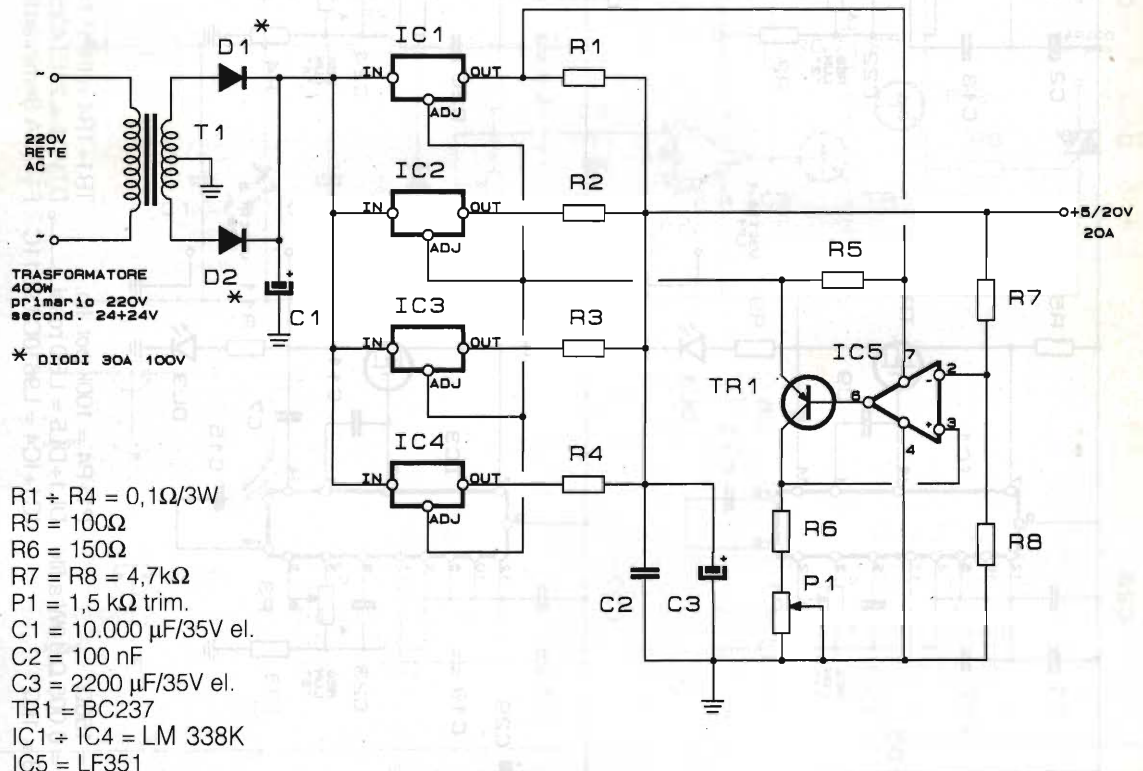 D1 *
IC1
IN
OUT
ADJ
R1
~
220V
RETE
AC
~
T1
D2 *
C1
TRASFORMATORE
400W
primario 220V
second. 24+24V
* DIODI 30A 100V
IC2
IN
OUT
ADJ
R2
+5/20V
20A
IC3
IN
OUT
ADJ
R3
R5
R7
IC5
7
2
-
6
+
3
4
TR1
IC4
IN
OUT
ADJ
R4
R6
R8
P1
C2
+
C3
R1 ÷ R4 = 0,1Ω/3W
R5 = 100Ω
R6 = 150Ω
R7 = R8 = 4,7kΩ
P1 = 1,5 kΩ trim.
C1 = 10.000 µF/35V el.
C2 = 100 nF
C3 = 2200 µF/35V el.
TR1 = BC237
IC1 ÷ IC4 = LM 338K
IC5 = LF351